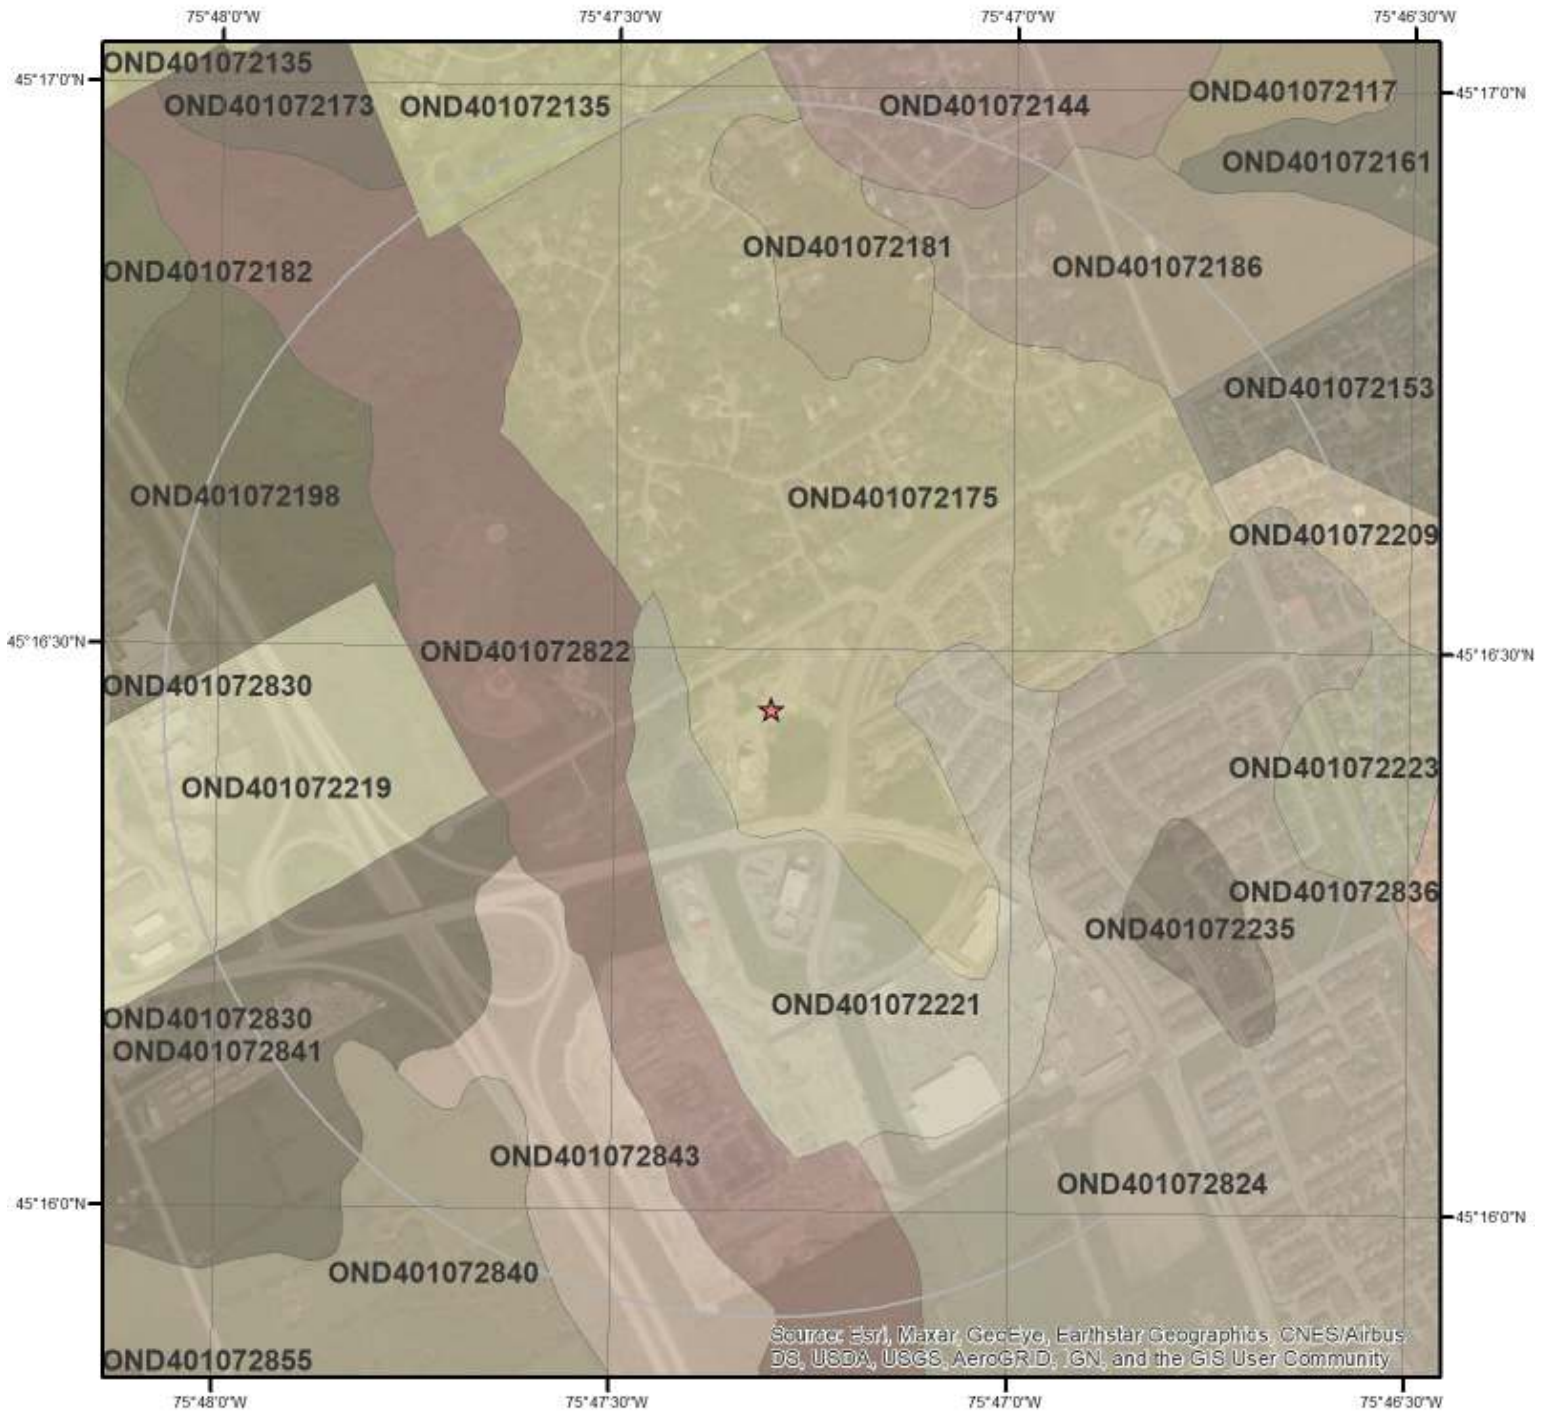 75°48'0"W 75°47'30"W 75°47'0"W 75°46'30"W
OND401072135
45°17'0"N
OND401072117
45°17'0"N
OND401072173 OND401072135 OND401072144
OND401072161
OND401072181
OND401072186
OND401072182
OND401072153
OND401072198 OND401072175
OND401072209
45°16'30"N
OND401072822
45°16'30"N
OND401072830
OND401072223
OND401072219
OND401072836
OND401072235
OND401072221
OND401072830
OND401072841
OND401072843
OND401072824
45°16'0"N
45°16'0"N
OND401072840
Source: Esri, Maxar, GeoEye, Earthstar Geographics, CNES/Airbus
DS, USDA, USGS, AeroGRID, IGN, and the GIS User Community
OND401072855
75°48'0"W 75°47'30"W 75°47'0"W 75°46'30"W